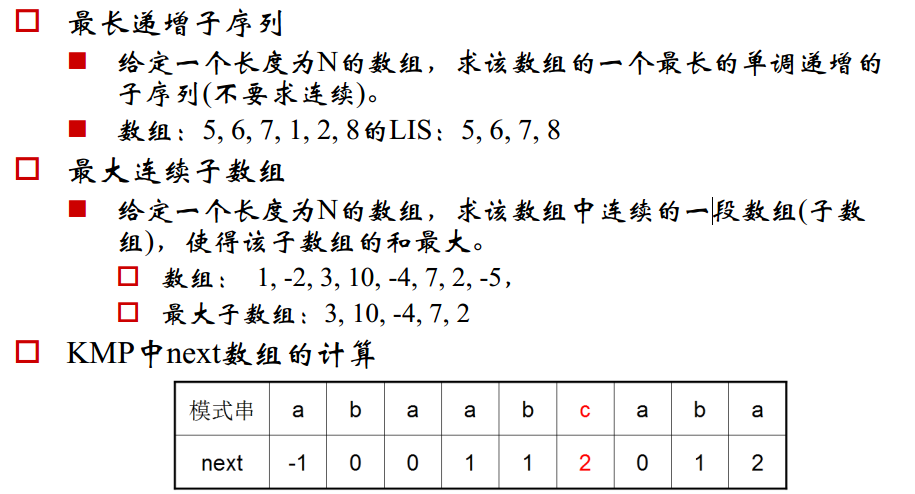 最长递增子序列
给定一个长度为N的数组，求该数组的一个最长的单调递增的
子序列(不要求连续)。
数组：5, 6, 7, 1, 2, 8的LIS：5, 6, 7, 8
最大连续子数组
给定一个长度为N的数组，求该数组中连续的一段数组(子数
组)，使得该子数组的和最大。
数组： 1, -2, 3, 10, -4, 7, 2, -5，
最大子数组：3, 10, -4, 7, 2
KMP中next数组的计算
模式串 a b a a b c a b a
next -1 0 0 1 1 2 0 1 2